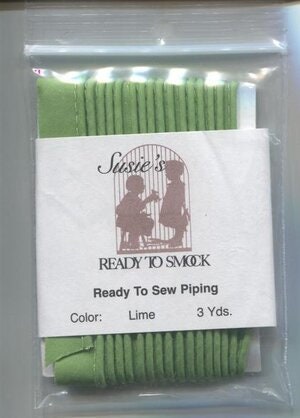 Susie's
READY TO SMOCK
Ready To Sew Piping
Color: Lime 3 Yds.